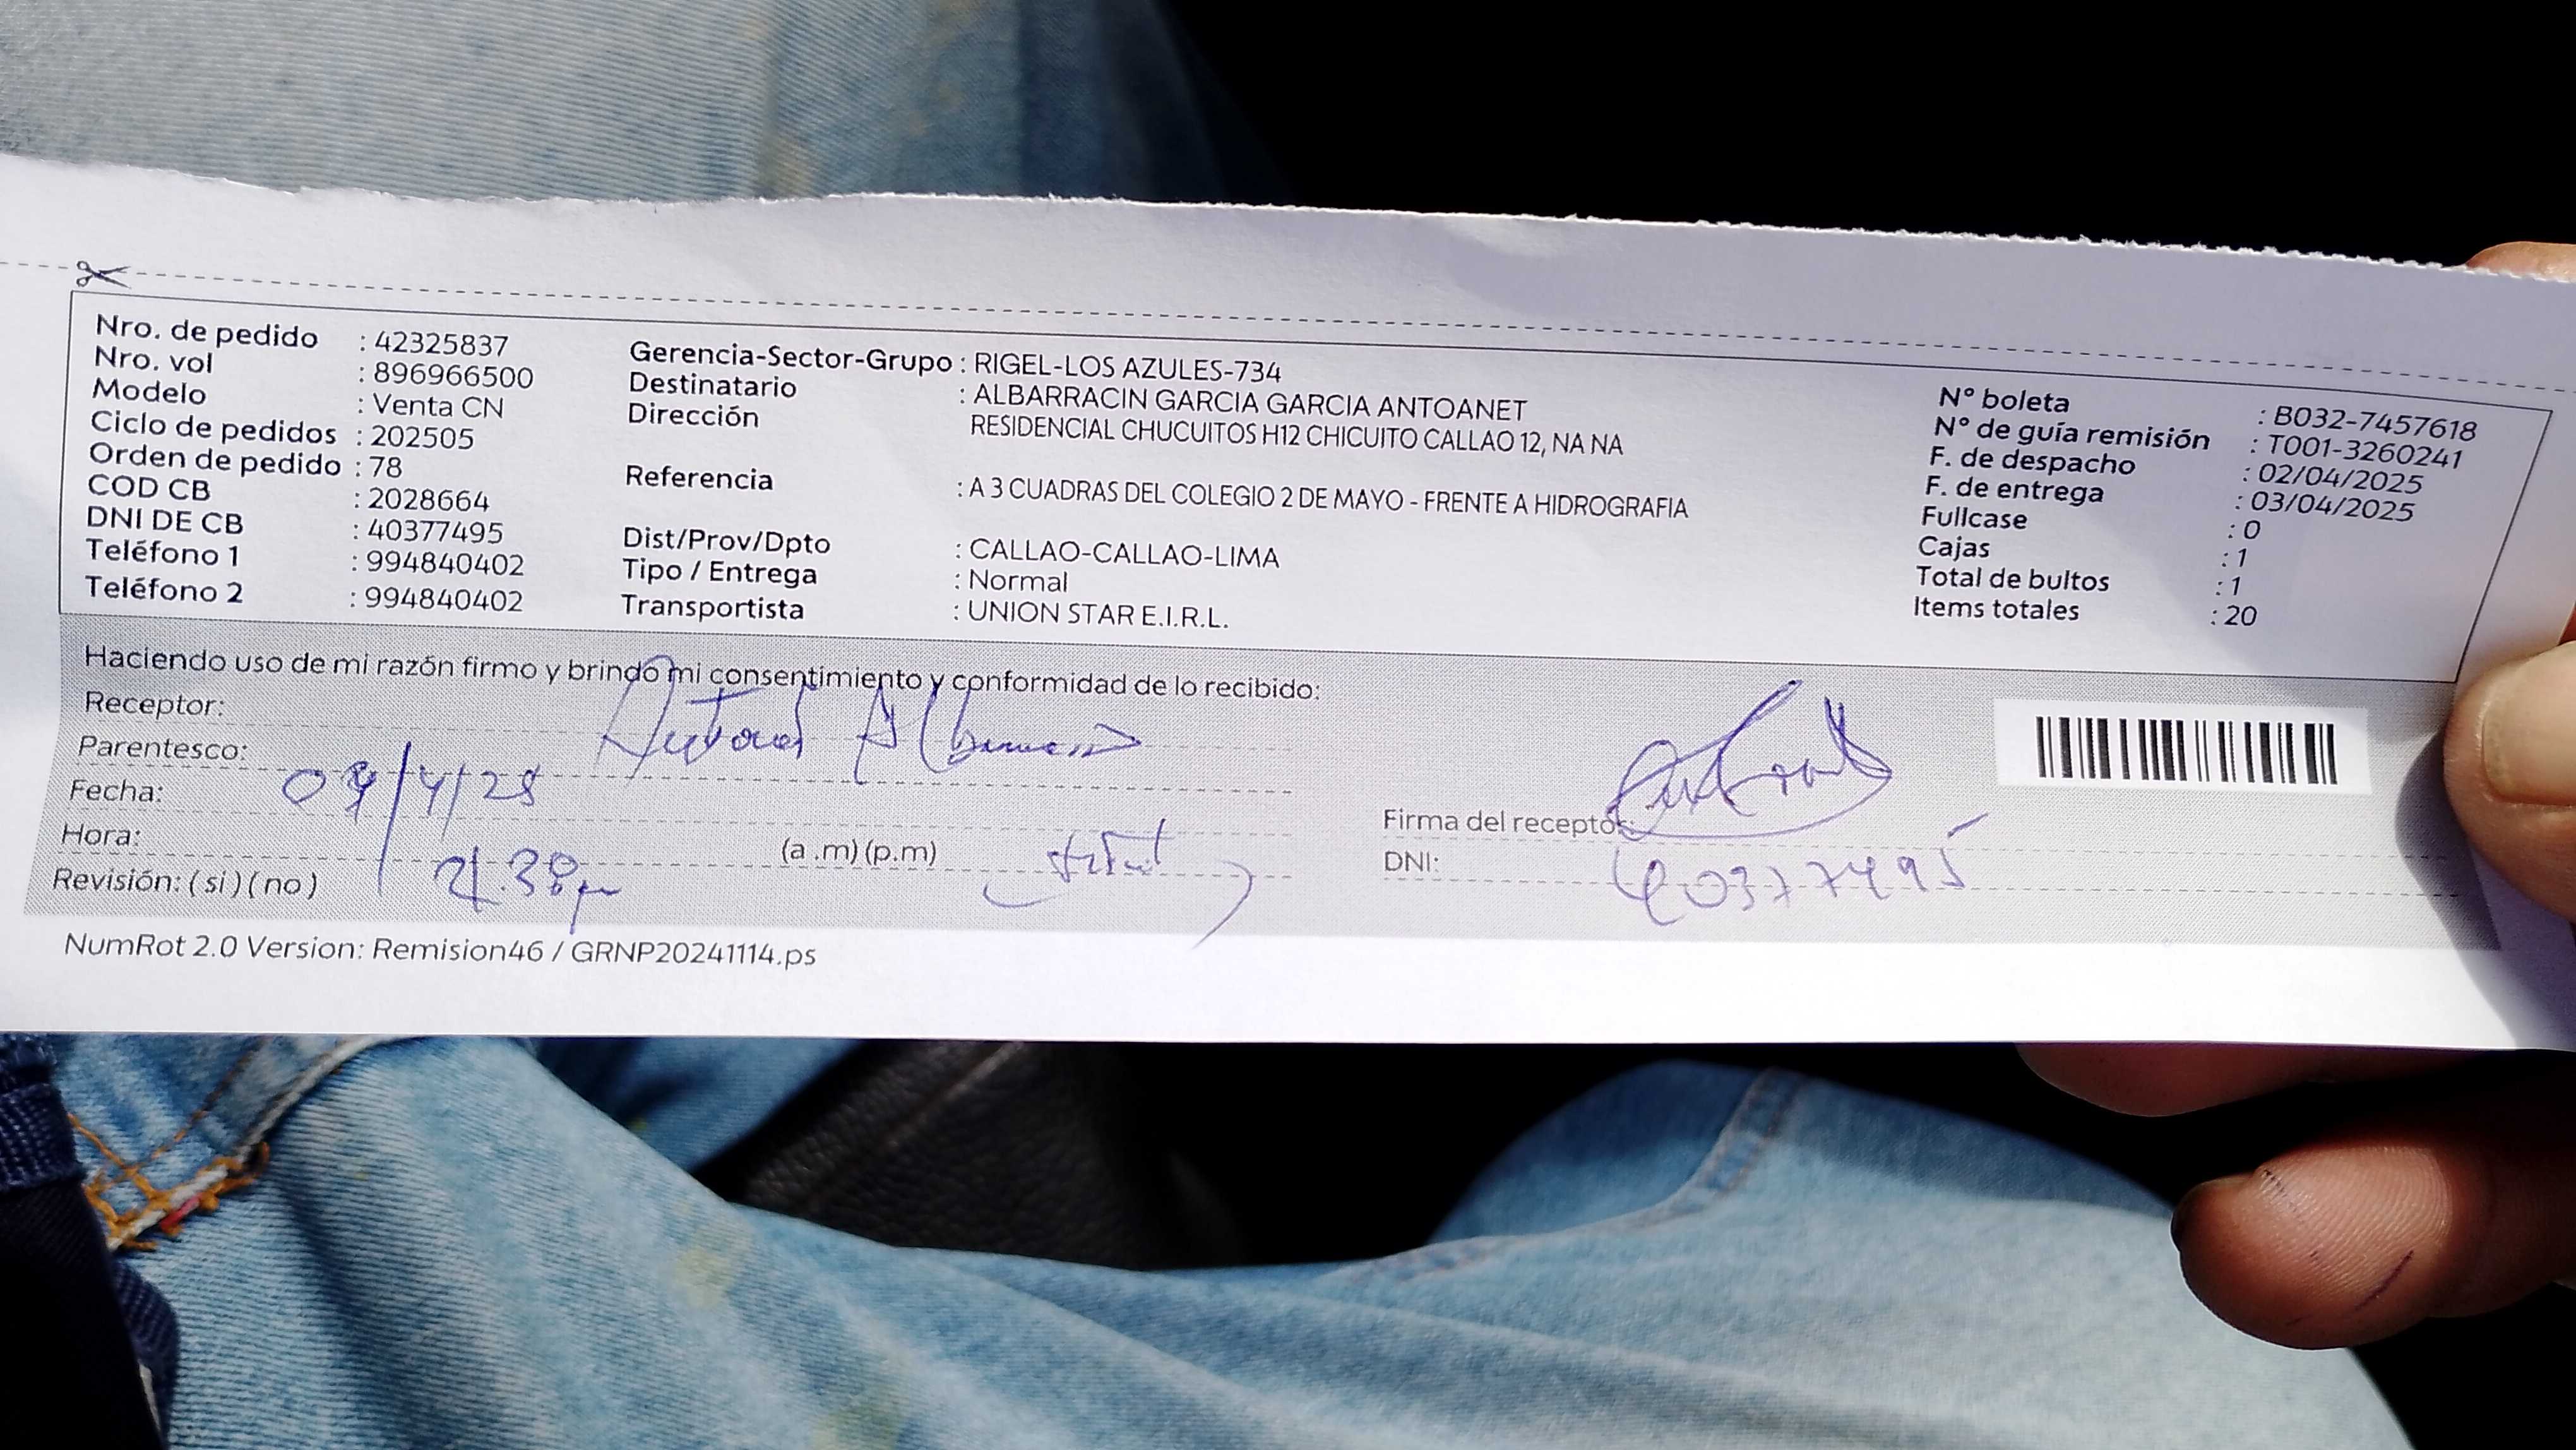 Nro. de pedido : 42325837
Nro. vol : 896966500
Modelo : Venta CN
Ciclo de pedidos : 202505
Orden de pedido : 78
COD CB : 2028664
DNI DE CB : 40377495
Teléfono 1 : 994840402
Teléfono 2 : 994840402
Gerencia-Sector-Grupo : RIGEL-LOS AZULES-734
Destinatario : ALBARRACIN GARCIA GARCIA ANTOANET
Dirección RESIDENCIAL CHUCUITOS H12 CHICUITO CALLAO 12, NA NA
Referencia : A 3 CUADRAS DEL COLEGIO 2 DE MAYO - FRENTE A HIDROGRAFIA
Dist/Prov/Dpto : CALLAO-CALLAO-LIMA
Tipo / Entrega : Normal
Transportista : UNION STAR E.I.R.L.
N° boleta : B032-7457618
N° de guía remisión : T001-3260241
F. de despacho : 02/04/2025
F. de entrega : 03/04/2025
Fullcase : 0
Cajas : 1
Total de bultos : 1
Items totales : 20
Haciendo uso de mi razón firmo y brindo mi consentimiento y conformidad de lo recibido:
Receptor:
Parentesco:
Fecha:
Hora: (a .m) (p.m)
Revisión: ( si ) ( no )
Firma del receptor:
DNI: 40377495
NumRot 2.0 Version: Remision46 / GRNP20241114.ps